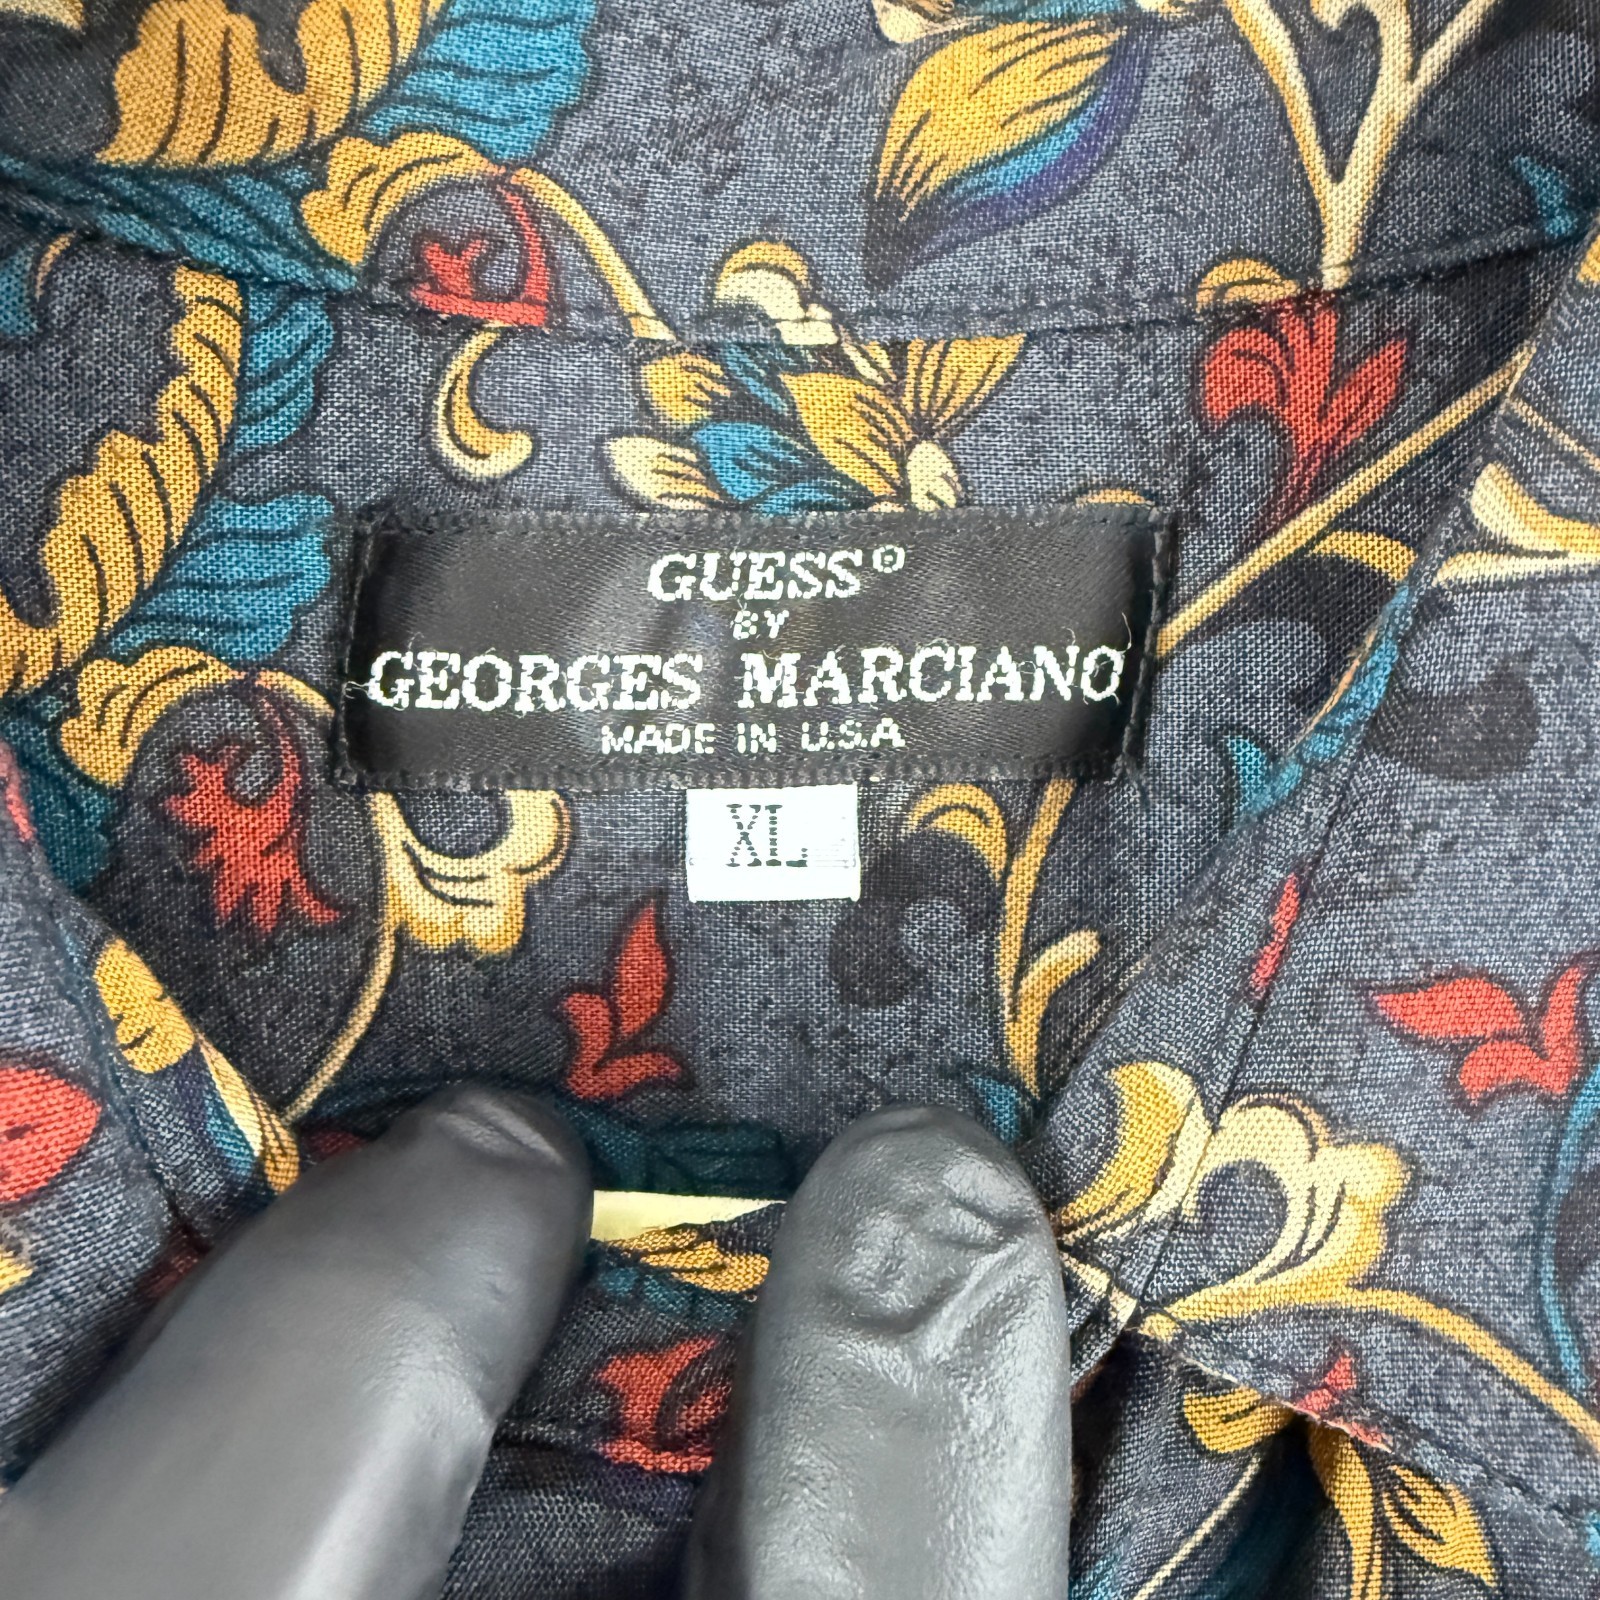 GUESS®
BY
GEORGES MARCIANO
MADE IN U.S.A
XL